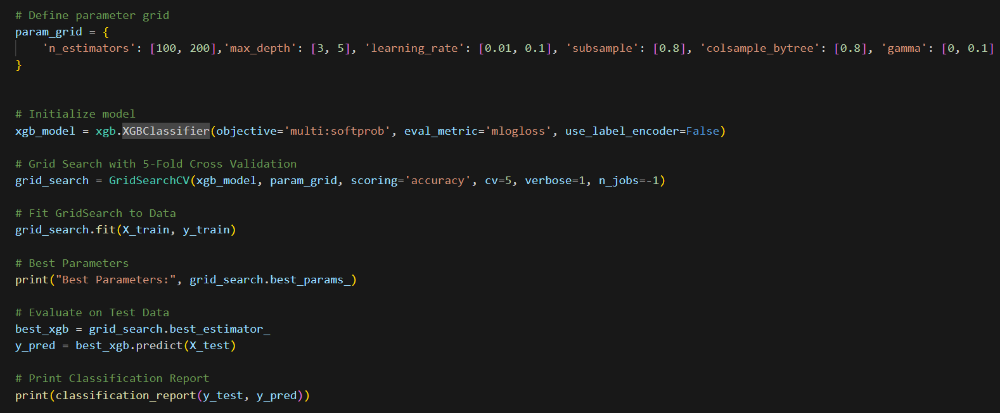 # Define parameter grid
param_grid = {
    'n_estimators': [100, 200],'max_depth': [3, 5], 'learning_rate': [0.01, 0.1], 'subsample': [0.8], 'colsample_bytree': [0.8], 'gamma': [0, 0.1]
}
# Initialize model
xgb_model = xgb.XGBClassifier(objective='multi:softprob', eval_metric='mlogloss', use_label_encoder=False)
# Grid Search with 5-Fold Cross Validation
grid_search = GridSearchCV(xgb_model, param_grid, scoring='accuracy', cv=5, verbose=1, n_jobs=-1)
# Fit GridSearch to Data
grid_search.fit(X_train, y_train)
# Best Parameters
print("Best Parameters:", grid_search.best_params_)
# Evaluate on Test Data
best_xgb = grid_search.best_estimator_
y_pred = best_xgb.predict(X_test)
# Print Classification Report
print(classification_report(y_test, y_pred))